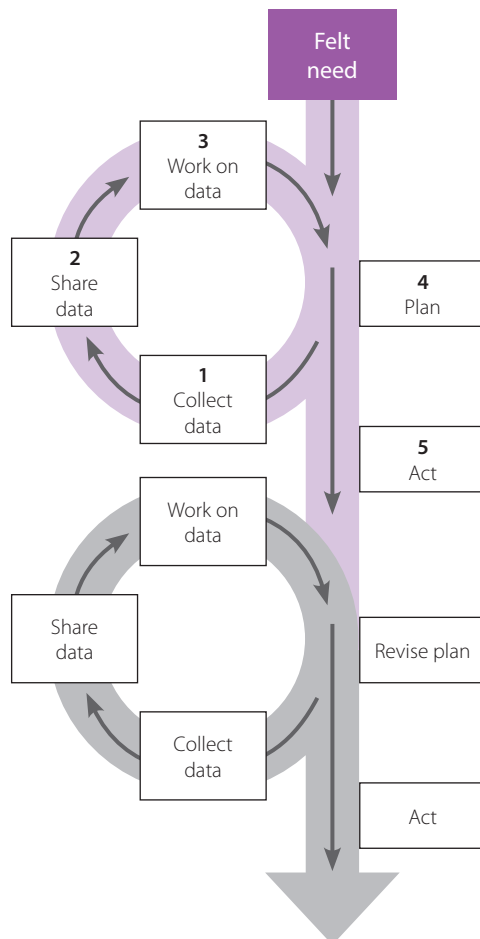 Felt
need
3
Work on
data
2
Share
data
4
Plan
1
Collect
data
5
Act
Work on
data
Share
data
Revise plan
Collect
data
Act